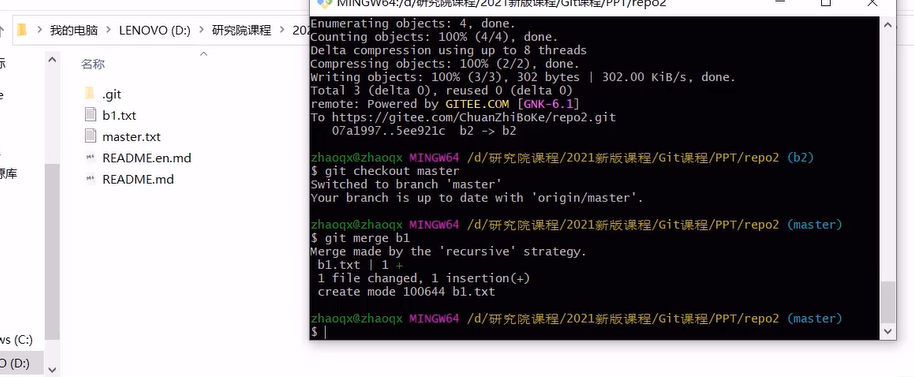 MINGW64:/d/研究院课程/2021新版课程/Git课程/PPT/repo2
我的电脑 > LENOVO (D:) > 研究院课程 >
名称
.git
b1.txt
master.txt
README.en.md
README.md
(C:)
(D:)
Enumerating objects: 4, done.
Counting objects: 100% (4/4), done.
Delta compression using up to 8 threads
Compressing objects: 100% (2/2), done.
Writing objects: 100% (3/3), 302 bytes | 302.00 KiB/s, done.
Total 3 (delta 0), reused 0 (delta 0)
remote: Powered by GITEE.COM [GNK-6.1]
To https://gitee.com/ChuanZhiBoKe/repo2.git
07a1997..5ee921c b2 -> b2
zhaoqx@zhaoqx MINGW64 /d/研究院课程/2021新版课程/Git课程/PPT/repo2 (b2)
$ git checkout master
Switched to branch 'master'
Your branch is up to date with 'origin/master'.
zhaoqx@zhaoqx MINGW64 /d/研究院课程/2021新版课程/Git课程/PPT/repo2 (master)
$ git merge b1
Merge made by the 'recursive' strategy.
b1.txt | 1 +
1 file changed, 1 insertion(+)
create mode 100644 b1.txt
zhaoqx@zhaoqx MINGW64 /d/研究院课程/2021新版课程/Git课程/PPT/repo2 (master)
$